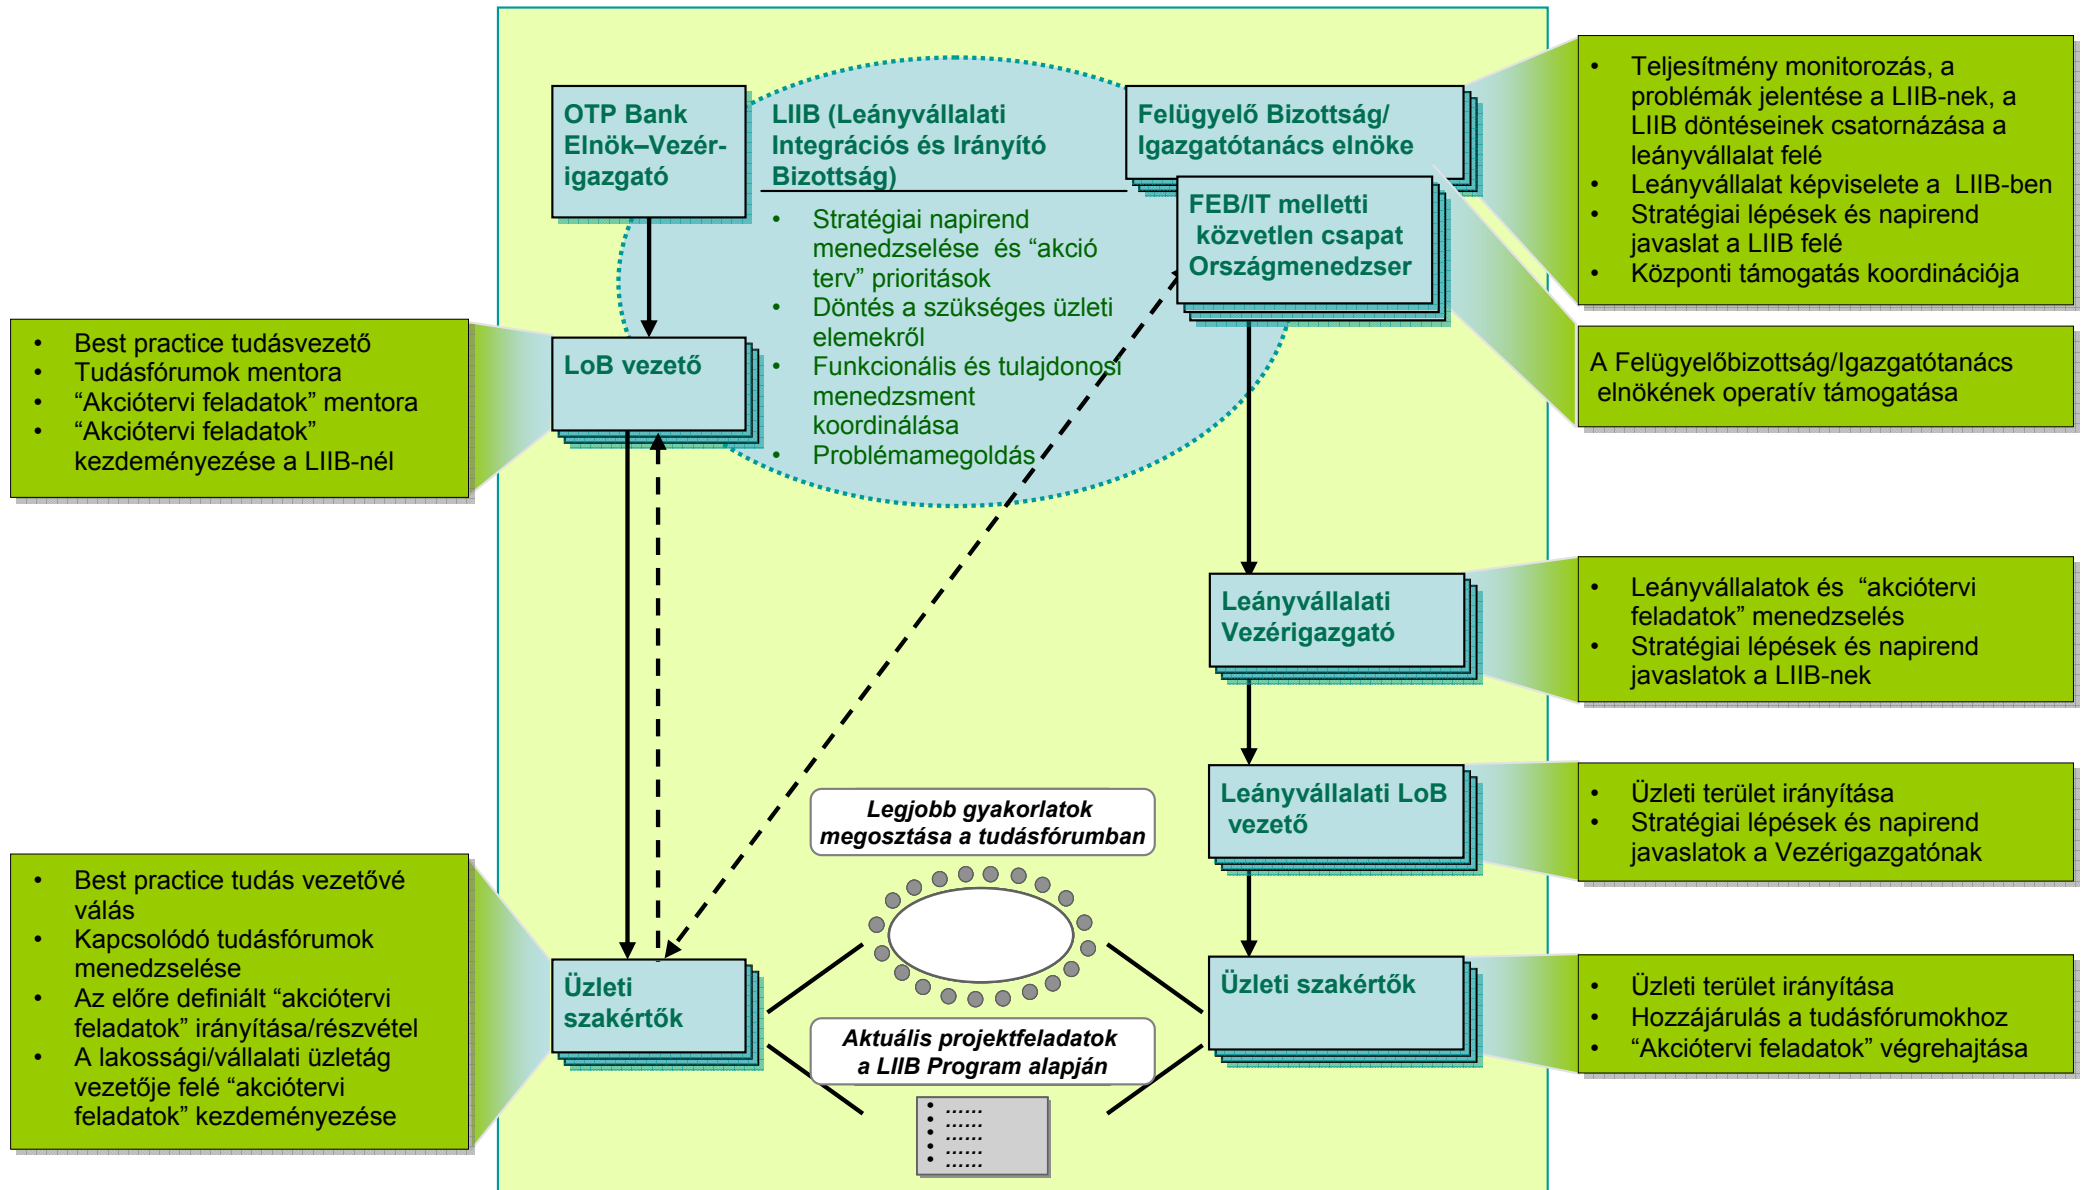 OTP Bank
Elnök–Vezér-
igazgató
LIIB (Leányvállalati
Integrációs és Irányító
Bizottság)
• Stratégiai napirend
menedzselése és “akció
terv” prioritások
• Döntés a szükséges üzleti
elemekről
• Funkcionális és tulajdonosi
menedzsment
koordinálása
• Problémamegoldás
Felügyelő Bizottság/
Igazgatótanács elnöke
FEB/IT melletti
közvetlen csapat
Országmenedzser
• Teljesítmény monitorozás, a
problémák jelentése a LIIB-nek, a
LIIB döntéseinek csatornázása a
leányvállalat felé
• Leányvállalat képviselete a LIIB-ben
• Stratégiai lépések és napirend
javaslat a LIIB felé
• Központi támogatás koordinációja
A Felügyelőbizottság/Igazgatótanács
elnökének operatív támogatása
• Best practice tudásvezető
• Tudásfórumok mentora
• “Akciótervi feladatok” mentora
• “Akciótervi feladatok”
kezdeményezése a LIIB-nél
LoB vezető
Leányvállalati
Vezérigazgató
• Leányvállalatok és “akciótervi
feladatok” menedzselés
• Stratégiai lépések és napirend
javaslatok a LIIB-nek
Leányvállalati LoB
vezető
• Üzleti terület irányítása
• Stratégiai lépések és napirend
javaslatok a Vezérigazgatónak
Legjobb gyakorlatok
megosztása a tudásfórumban
• Best practice tudás vezetővé
válás
• Kapcsolódó tudásfórumok
menedzselése
• Az előre definiált “akciótervi
feladatok” irányítása/részvétel
• A lakossági/vállalati üzletág
vezetője felé “akciótervi
feladatok” kezdeményezése
Üzleti
szakértők
Aktuális projektfeladatok
a LIIB Program alapján
• ......
• ......
• ......
• ......
• ......
Üzleti szakértők
• Üzleti terület irányítása
• Hozzájárulás a tudásfórumokhoz
• “Akciótervi feladatok” végrehajtása